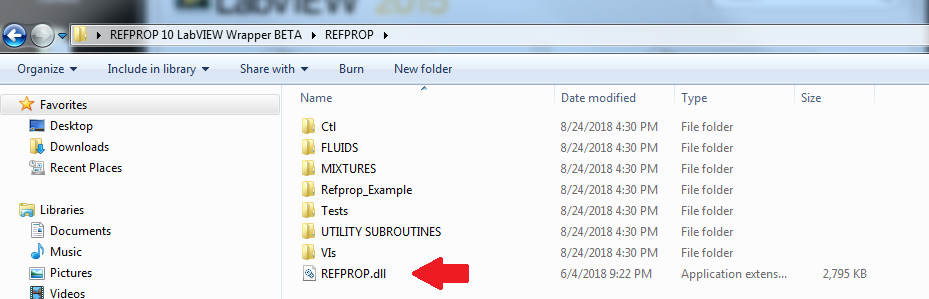 LabVIEW 2015
REFPROP 10 LabVIEW Wrapper BETA REFPROP
Organize Include in library Share with Burn New folder
Name Date modified Type Size
Favorites
Desktop
Downloads
Recent Places
Libraries
Documents
Music
Pictures
Videos
Ctl 8/24/2018 4:30 PM File folder
FLUIDS 8/24/2018 4:30 PM File folder
MIXTURES 8/24/2018 4:30 PM File folder
Refprop_Example 8/24/2018 4:30 PM File folder
Tests 8/24/2018 4:30 PM File folder
UTILITY SUBROUTINES 8/24/2018 4:30 PM File folder
VIs 8/24/2018 4:30 PM File folder
REFPROP.dll 6/4/2018 9:22 PM Application extens... 2,795 KB